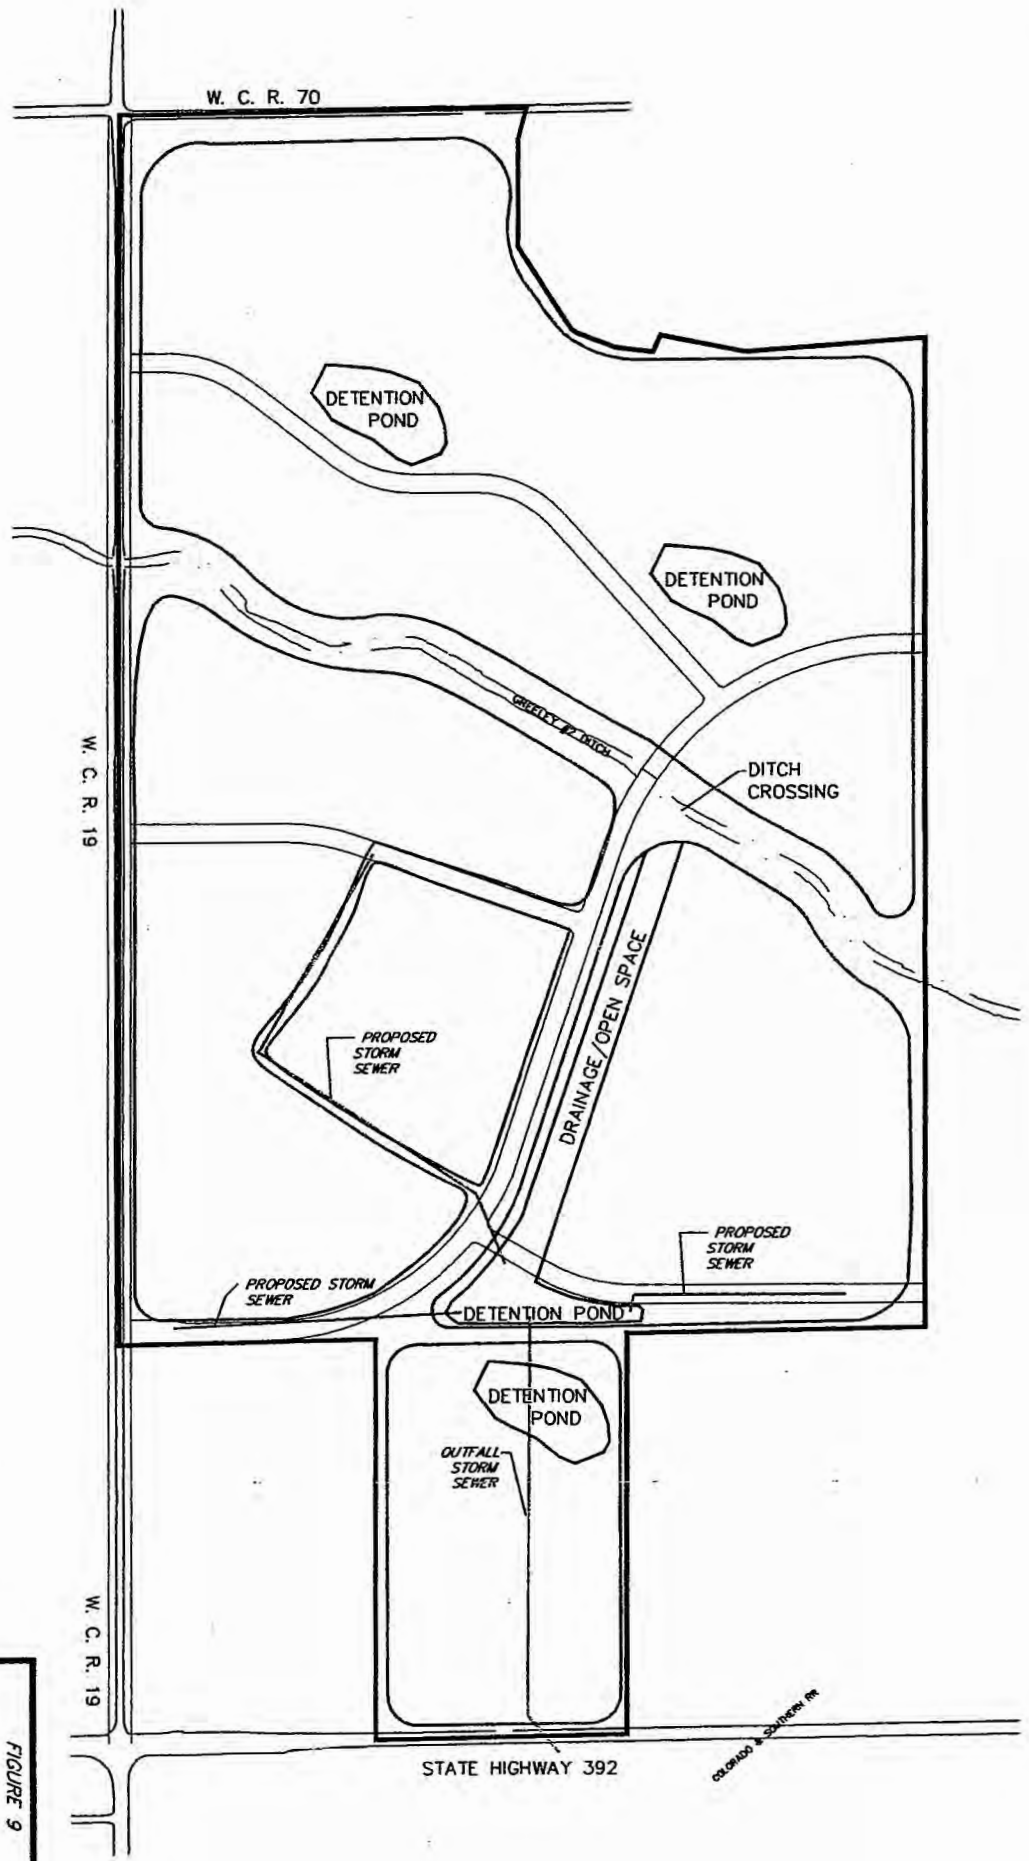 W. C. R. 70
DETENTION
POND
DETENTION
POND
GREELEY #2 DITCH
W. C. R. 19
DITCH
CROSSING
DRAINAGE/OPEN SPACE
PROPOSED
STORM
SEWER
PROPOSED
STORM
SEWER
PROPOSED STORM
SEWER
DETENTION POND
DETENTION
POND
OUTFALL
STORM
SEWER
W. C. R. 19
COLORADO & SOUTHERN RR
STATE HIGHWAY 392
FIGURE 9